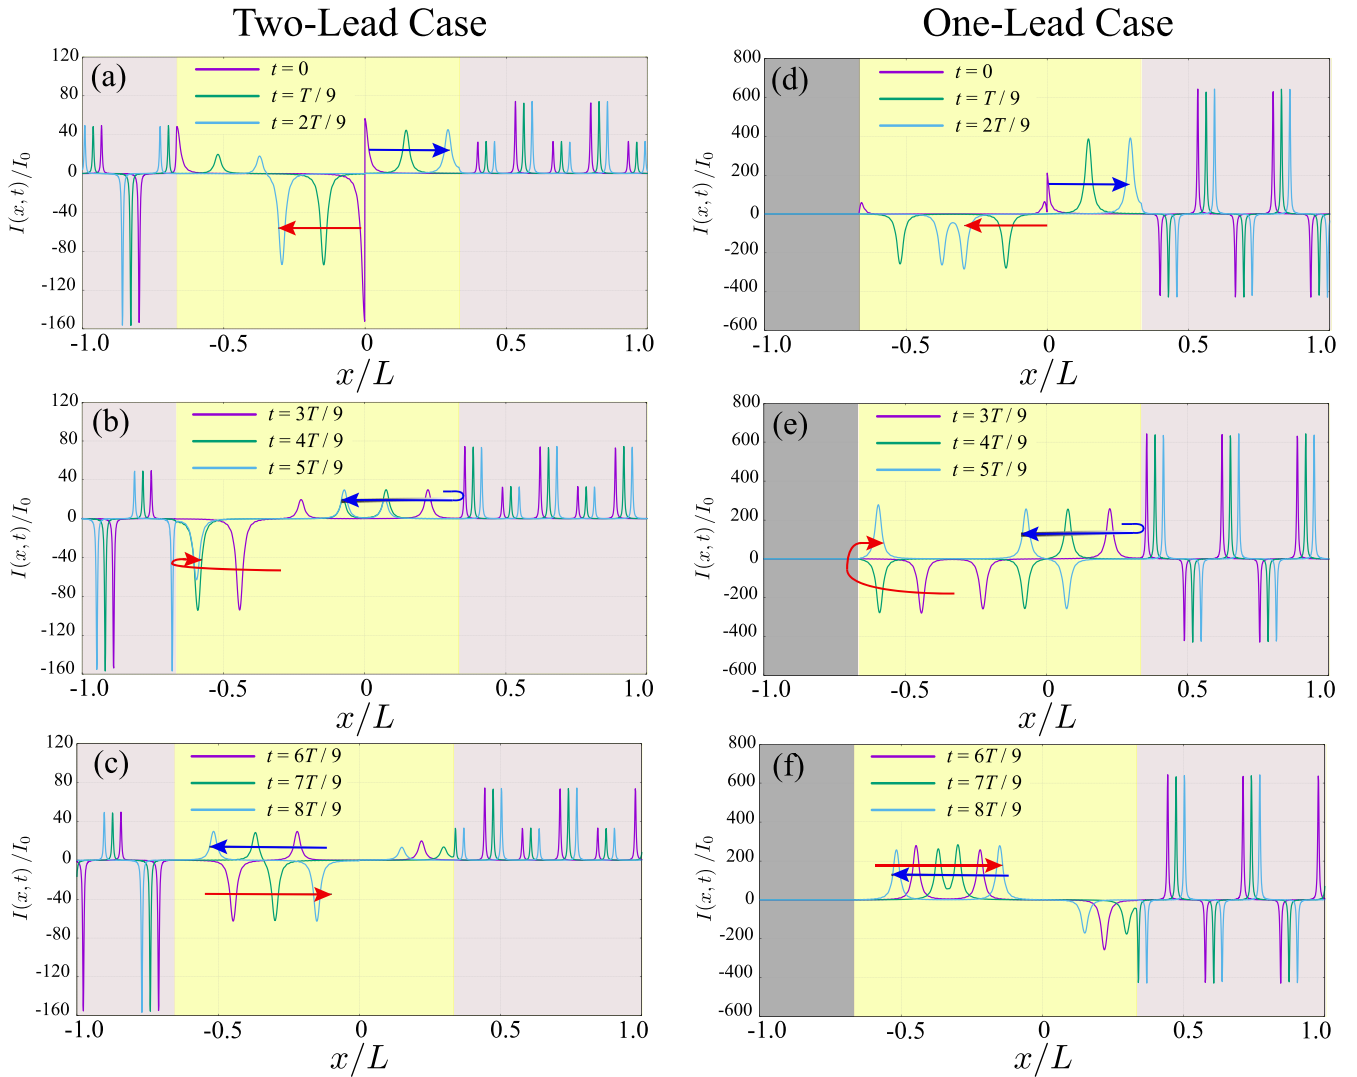 Two-Lead Case
One-Lead Case
(a)
t = 0
t = T / 9
t = 2T / 9
120
80
40
0
-40
-80
-120
-160
I(x, t)/I0
-1.0
-0.5
0
0.5
1.0
x/L
(d)
t = 0
t = T / 9
t = 2T / 9
800
600
400
200
0
-200
-400
-600
I(x, t)/I0
-1.0
-0.5
0
0.5
1.0
x/L
(b)
t = 3T / 9
t = 4T / 9
t = 5T / 9
120
80
40
0
-40
-80
-120
-160
I(x, t)/I0
-1.0
-0.5
0
0.5
1.0
x/L
(e)
t = 3T / 9
t = 4T / 9
t = 5T / 9
800
600
400
200
0
-200
-400
-600
I(x, t)/I0
-1.0
-0.5
0
0.5
1.0
x/L
(c)
t = 6T / 9
t = 7T / 9
t = 8T / 9
120
80
40
0
-40
-80
-120
-160
I(x, t)/I0
-1.0
-0.5
0
0.5
1.0
x/L
(f)
t = 6T / 9
t = 7T / 9
t = 8T / 9
800
600
400
200
0
-200
-400
-600
I(x, t)/I0
-1.0
-0.5
0
0.5
1.0
x/L